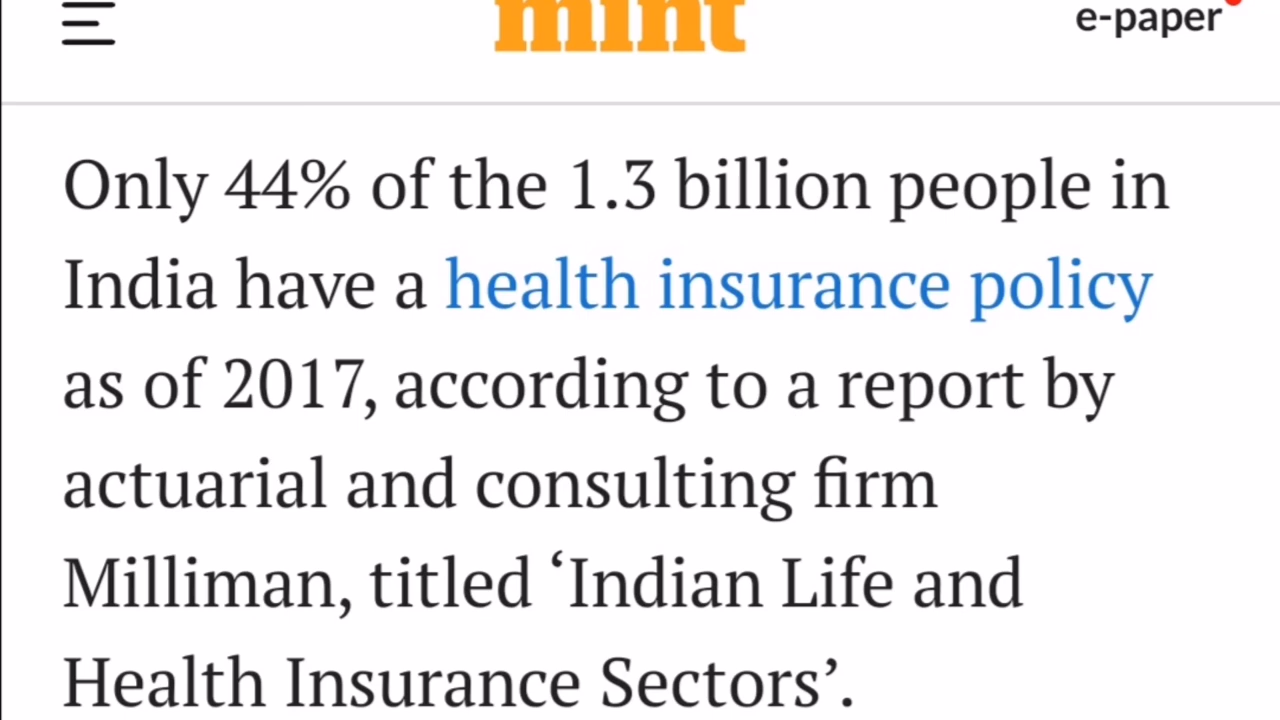 mint
e-paper
Only 44% of the 1.3 billion people in
India have a health insurance policy
as of 2017, according to a report by
actuarial and consulting firm
Milliman, titled ‘Indian Life and
Health Insurance Sectors’.